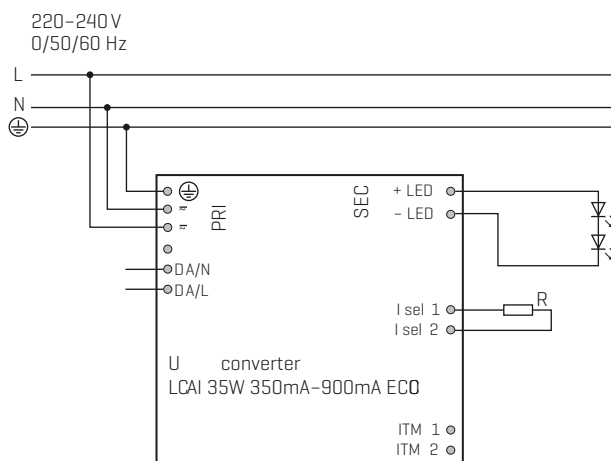 220–240 V
0/50/60 Hz
L
N
PRI
SEC
+ LED
– LED
DA/N
DA/L
I sel 1
R
I sel 2
U converter
LCAI 35W 350mA–900mA ECO
ITM 1
ITM 2